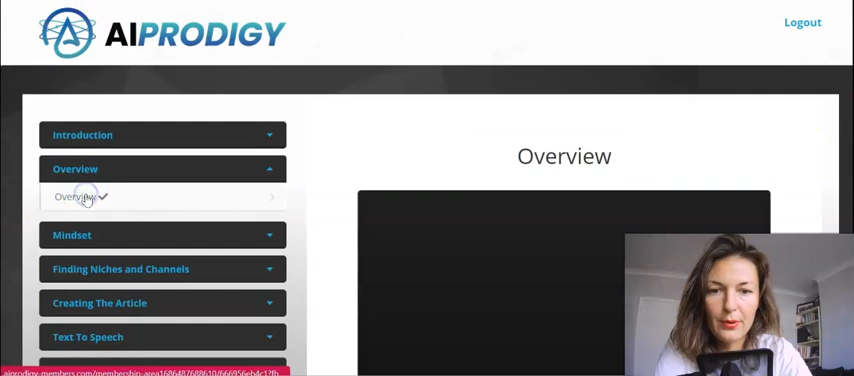 AIPRODIGY
Logout
Introduction
Overview
Overview
Mindset
Finding Niches and Channels
Creating The Article
Text To Speech
Overview